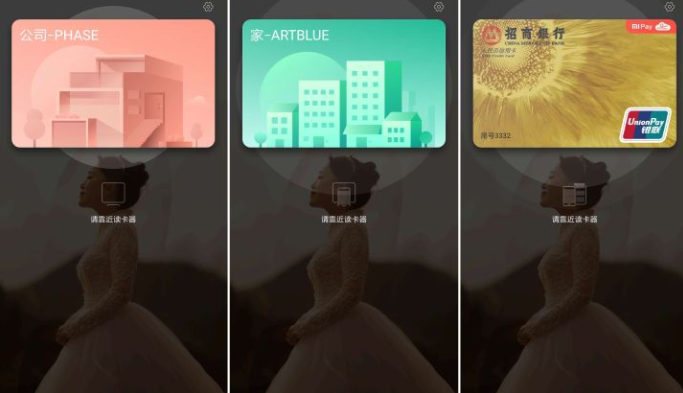 公司-PHASE
请靠近读卡器
家-ARTBLUE
请靠近读卡器
招商银行
CHINA MERCHANTS BANK
MI Pay
尾号3332
UnionPay
银联
请靠近读卡器